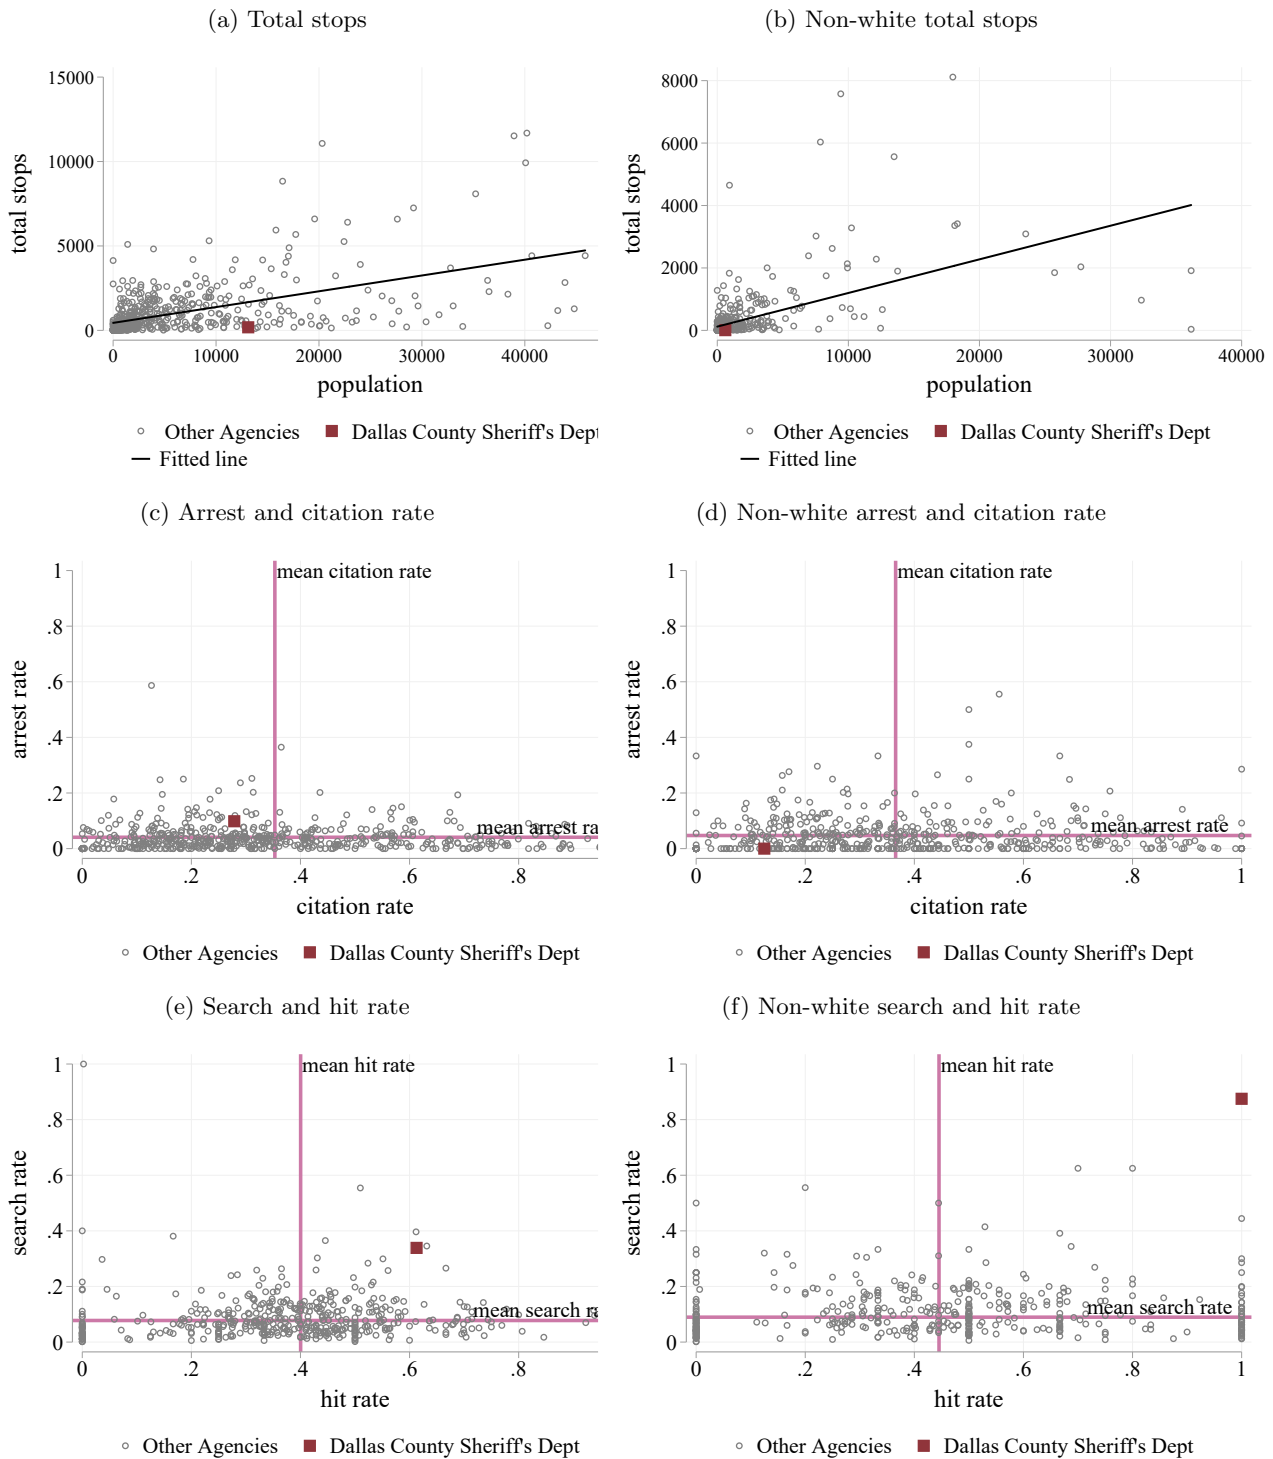 (a) Total stops
(b) Non-white total stops
total stops
15000
10000
5000
0
0 10000 20000 30000 40000
population
Other Agencies Dallas County Sheriff's Dept
Fitted line
total stops
8000
6000
4000
2000
0
0 10000 20000 30000 40000
population
Other Agencies Dallas County Sheriff's Dept
Fitted line
(c) Arrest and citation rate
(d) Non-white arrest and citation rate
arrest rate
1
.8
.6
.4
.2
0
mean citation rate
mean arrest ra
0 .2 .4 .6 .8
citation rate
Other Agencies Dallas County Sheriff's Dept
arrest rate
1
.8
.6
.4
.2
0
mean citation rate
mean arrest rate
0 .2 .4 .6 .8 1
citation rate
Other Agencies Dallas County Sheriff's Dept
(e) Search and hit rate
(f) Non-white search and hit rate
search rate
1
.8
.6
.4
.2
0
mean hit rate
mean search ra
0 .2 .4 .6 .8
hit rate
Other Agencies Dallas County Sheriff's Dept
search rate
1
.8
.6
.4
.2
0
mean hit rate
mean search rate
0 .2 .4 .6 .8 1
hit rate
Other Agencies Dallas County Sheriff's Dept